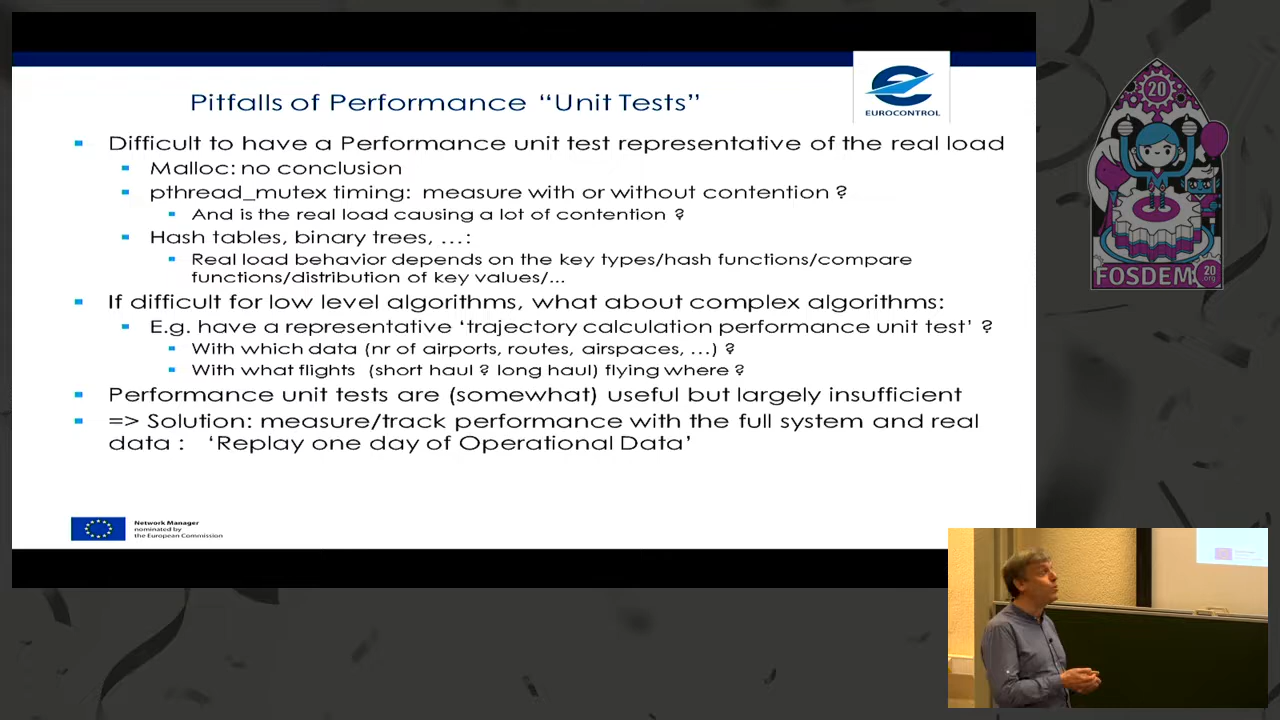 Pitfalls of Performance “Unit Tests”
EUROCONTROL
Difficult to have a Performance unit test representative of the real load
Malloc: no conclusion
pthread_mutex timing: measure with or without contention ?
And is the real load causing a lot of contention ?
Hash tables, binary trees, …:
Real load behavior depends on the key types/hash functions/compare
functions/distribution of key values/...
If difficult for low level algorithms, what about complex algorithms:
E.g. have a representative ‘trajectory calculation performance unit test’ ?
With which data (nr of airports, routes, airspaces, …) ?
With what flights (short haul ? long haul) flying where ?
Performance unit tests are (somewhat) useful but largely insufficient
=> Solution: measure/track performance with the full system and real
data : ‘Replay one day of Operational Data’
Network Manager
nominated by
the European Commission
20
FOSDEM
20
.org